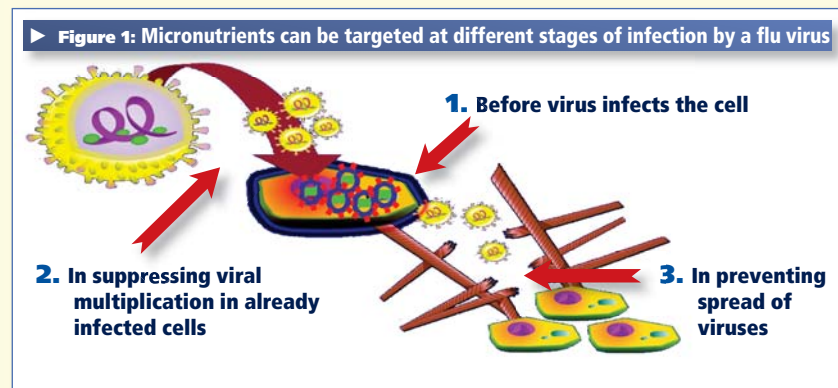 ► Figure 1: Micronutrients can be targeted at different stages of infection by a flu virus
1. Before virus infects the cell
2. In suppressing viral
multiplication in already
infected cells
3. In preventing
spread of
viruses